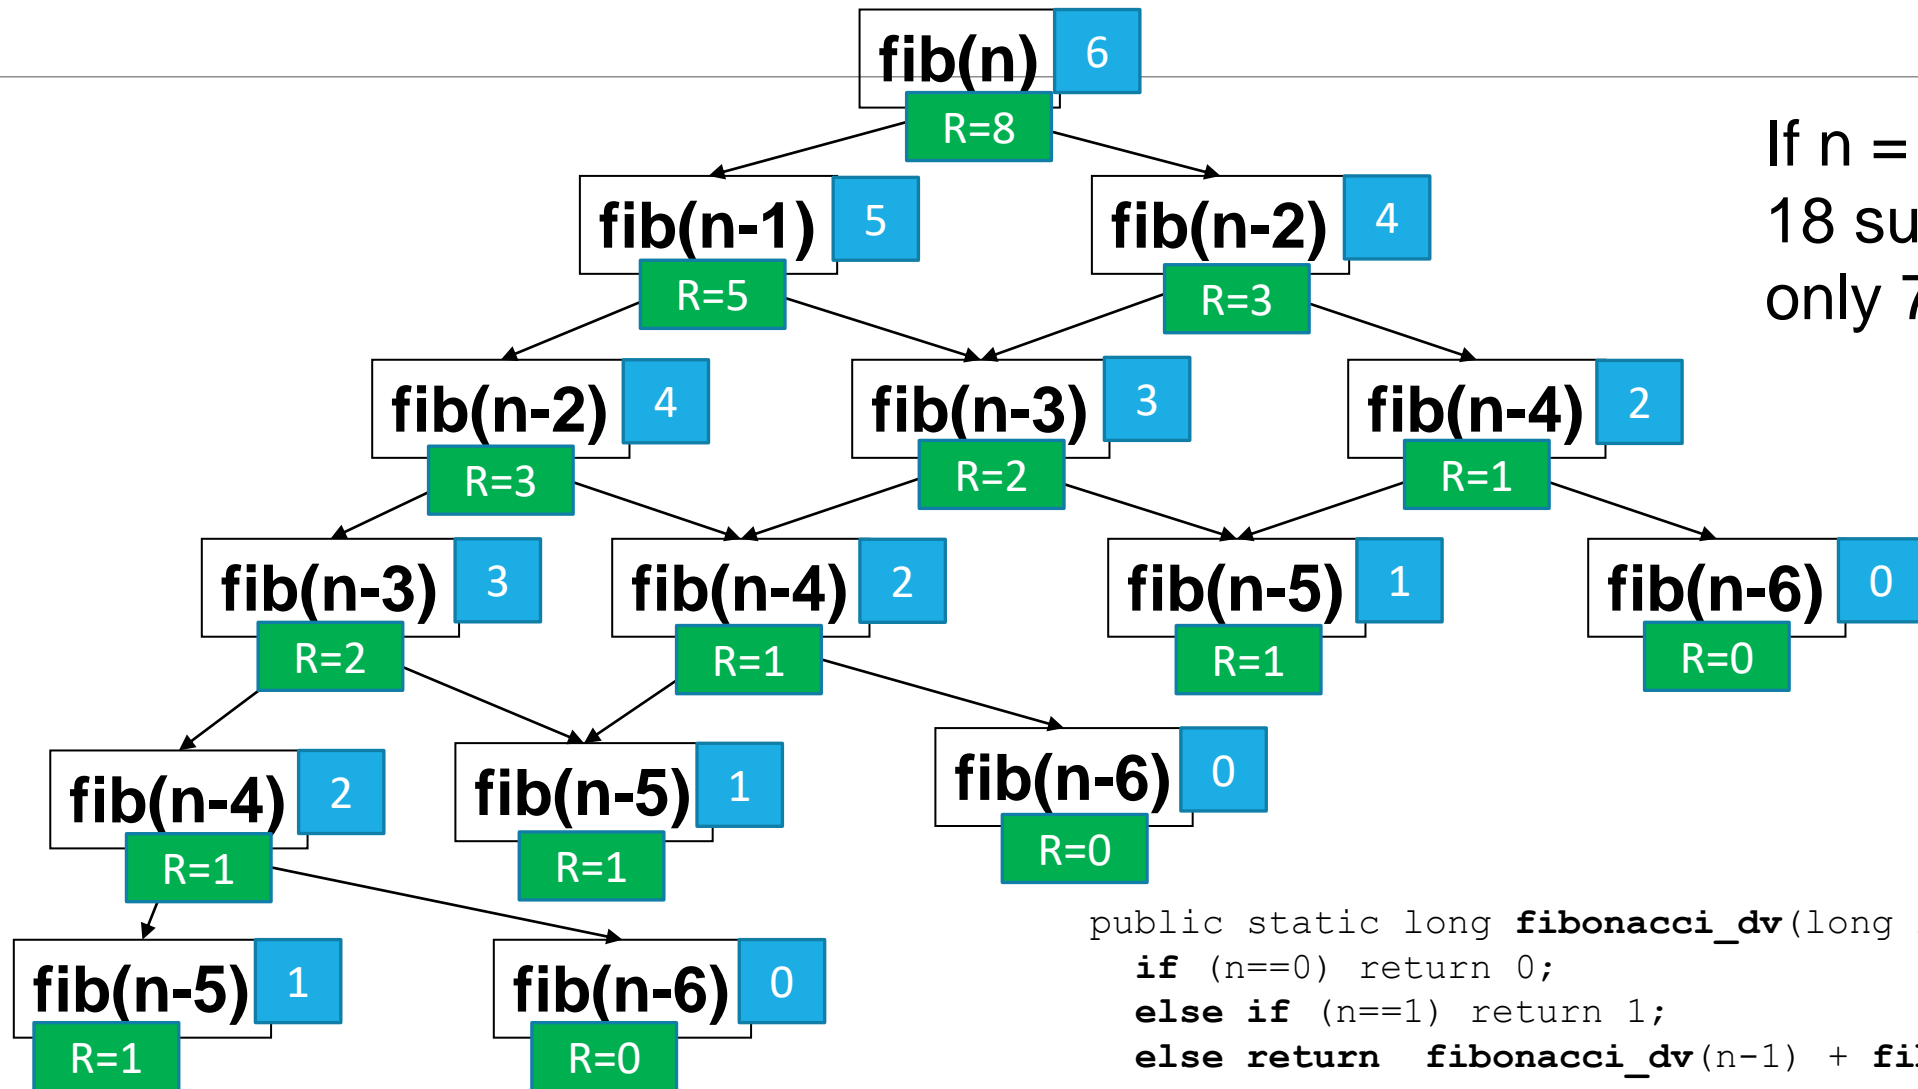 fib(n) 6
R=8
If n =
18
only 7
fib(n-1) 5
fib(n-2) 4
R=5
R=3
fib(n-2) 4
fib(n-3) 3
fib(n-4) 2
R=3
R=2
R=1
fib(n-3) 3
fib(n-4) 2
fib(n-5) 1
fib(n-6) 0
R=2
R=1
R=1
R=0
fib(n-4) 2
fib(n-5) 1
fib(n-6) 0
R=1
R=1
R=0
public static long fibonacci_dv(long
if (n==0) return 0;
else if (n==1) return 1;
else return fibonacci_dv(n-1) +
fib(n-5) 1
fib(n-6) 0
R=1
R=0